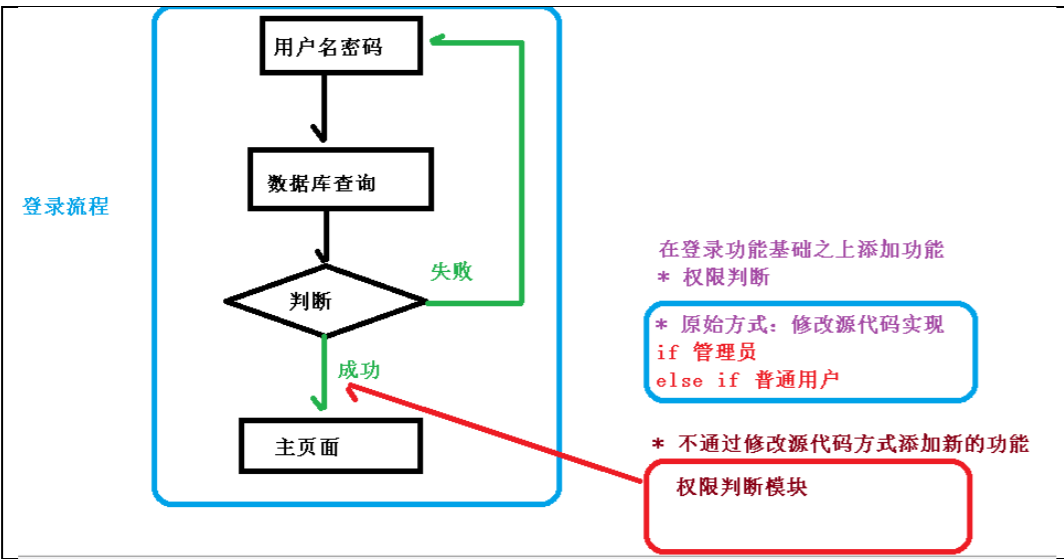 用户名密码
数据库查询
登录流程
失败
判断
成功
主页面
在登录功能基础之上添加功能
* 权限判断
* 原始方式：修改源代码实现
if 管理员
else if 普通用户
* 不通过修改源代码方式添加新的功能
权限判断模块